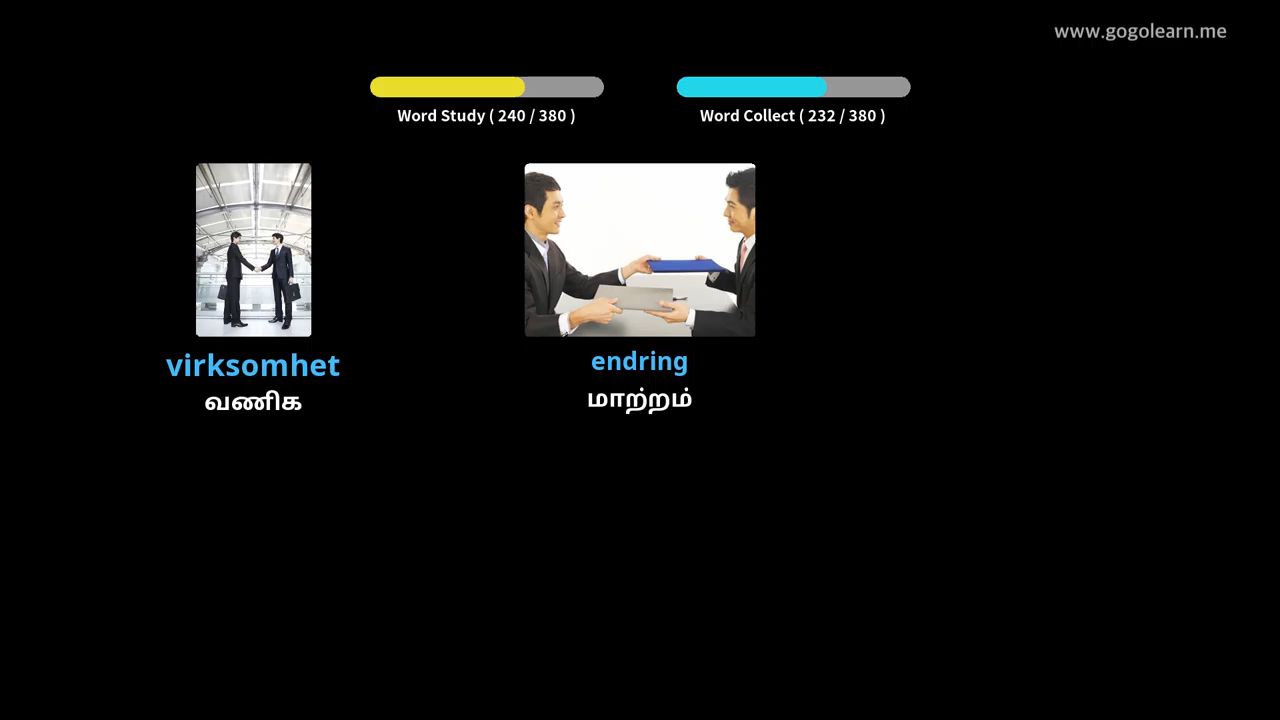 www.gogolearn.me
Word Study ( 240 / 380 )
Word Collect ( 232 / 380 )
virksomhet
வணிக
endring
மாற்றம்